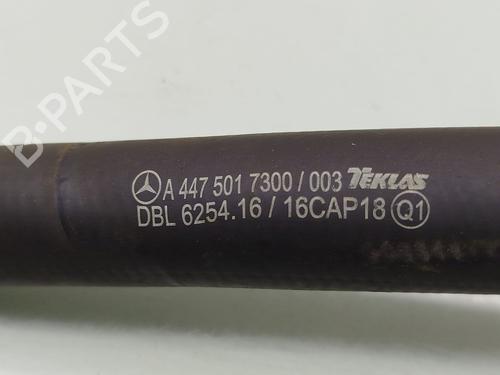 B-PARTS
A 447 501 7300 / 003 TEKLAS
DBL 6254.16 / 16CAP18 Q1